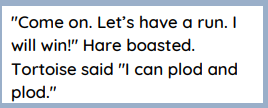 "Come on. Let’s have a run. I
will win!" Hare boasted.
Tortoise said "I can plod and
plod."